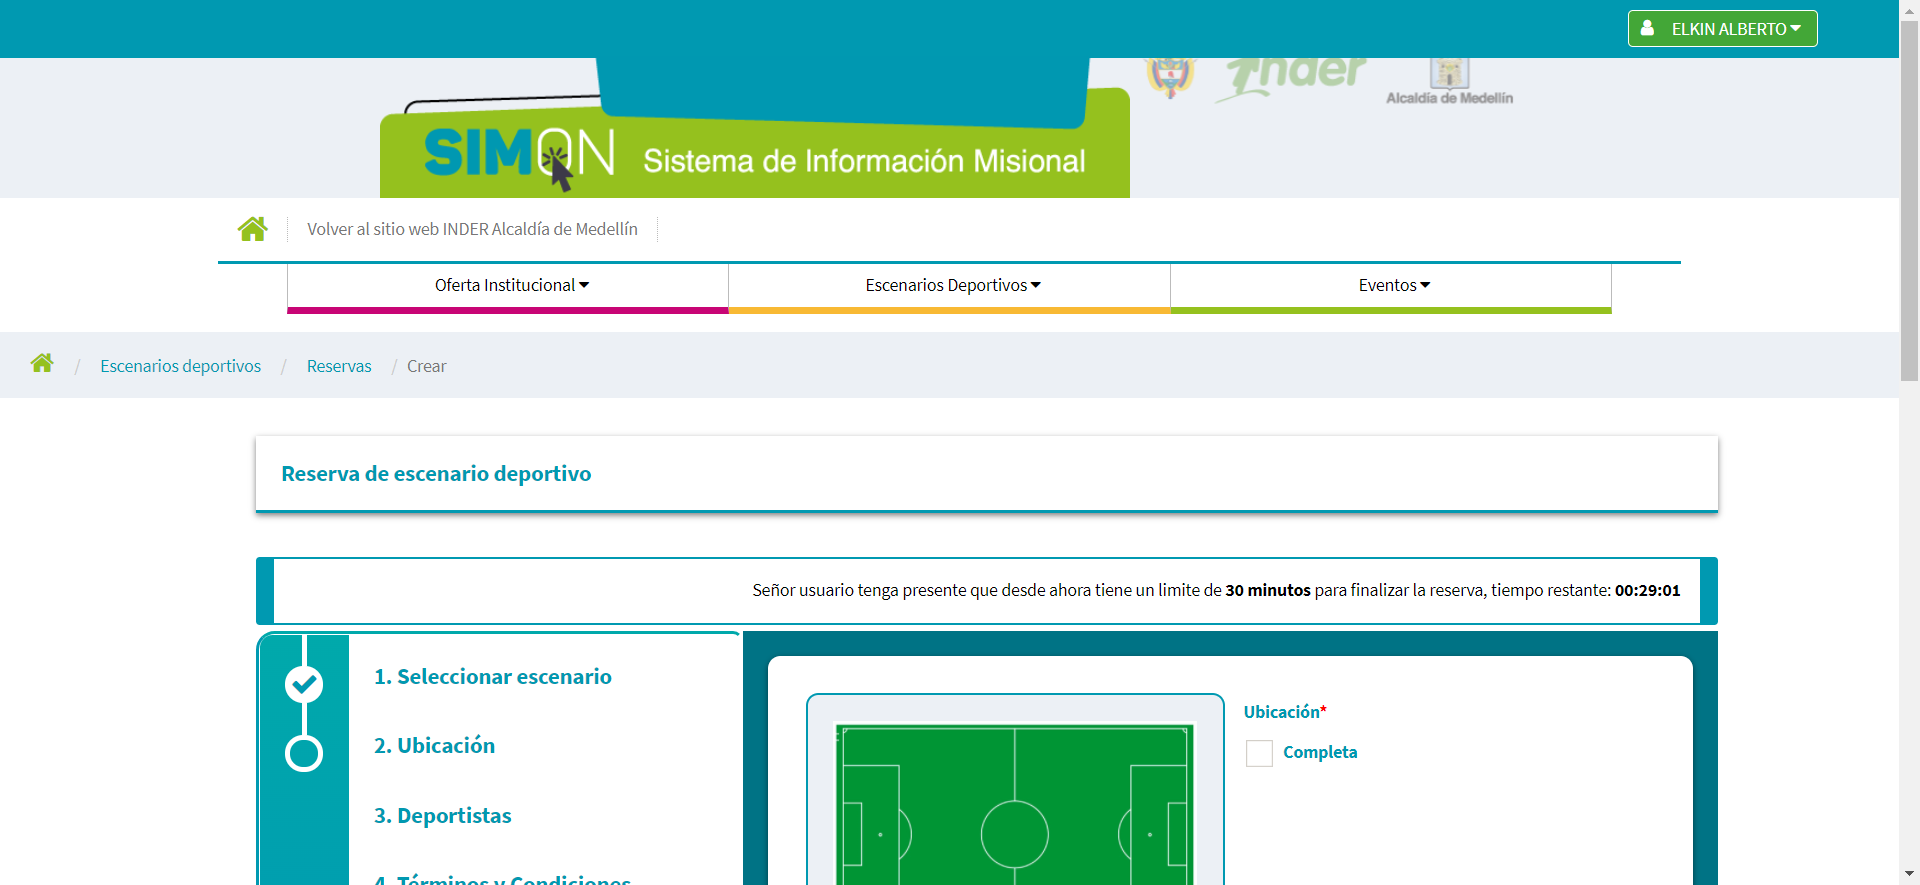 ELKIN ALBERTO
Inder
Alcaldía de Medellín
SIMON Sistema de Información Misional
Volver al sitio web INDER Alcaldía de Medellín
Oferta Institucional Escenarios Deportivos Eventos
/ Escenarios deportivos / Reservas / Crear
Reserva de escenario deportivo
Señor usuario tenga presente que desde ahora tiene un limite de 30 minutos para finalizar la reserva, tiempo restante: 00:29:01
1. Seleccionar escenario
2. Ubicación
3. Deportistas
4. Términos y Condiciones
Ubicación*
Completa